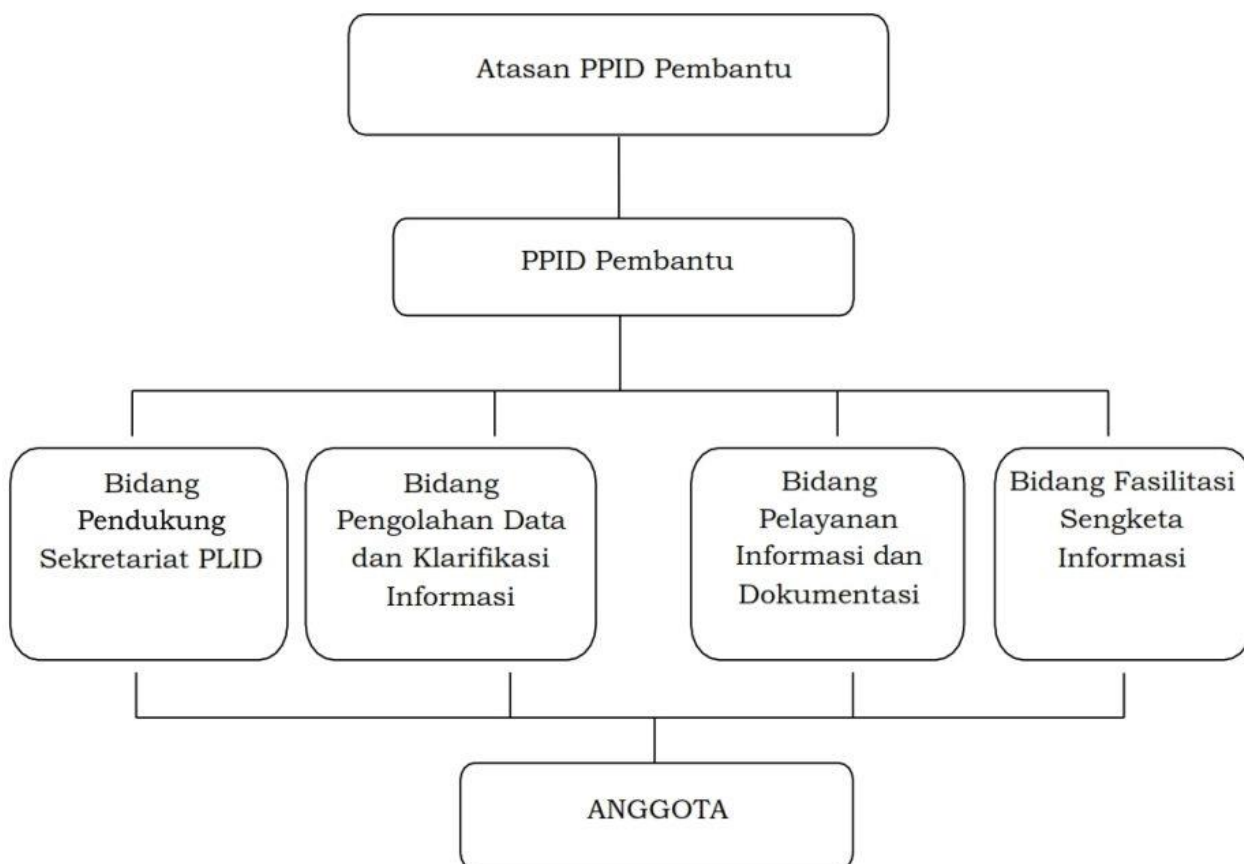 Atasan PPID Pembantu
PPID Pembantu
Bidang
Pendukung
Sekretariat PLID
Bidang
Pengolahan Data
dan Klarifikasi
Informasi
Bidang
Pelayanan
Informasi dan
Dokumentasi
Bidang Fasilitasi
Sengketa
Informasi
ANGGOTA